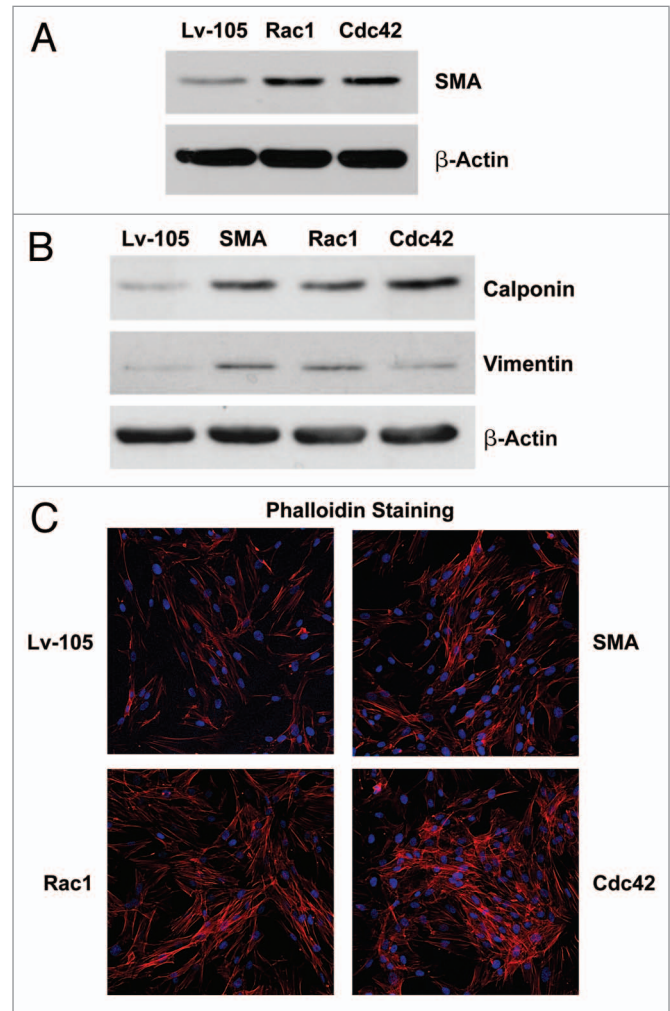 A
Lv-105 Rac1 Cdc42
SMA
β-Actin
B
Lv-105 SMA Rac1 Cdc42
Calponin
Vimentin
β-Actin
C
Phalloidin Staining
Lv-105
SMA
Rac1
Cdc42